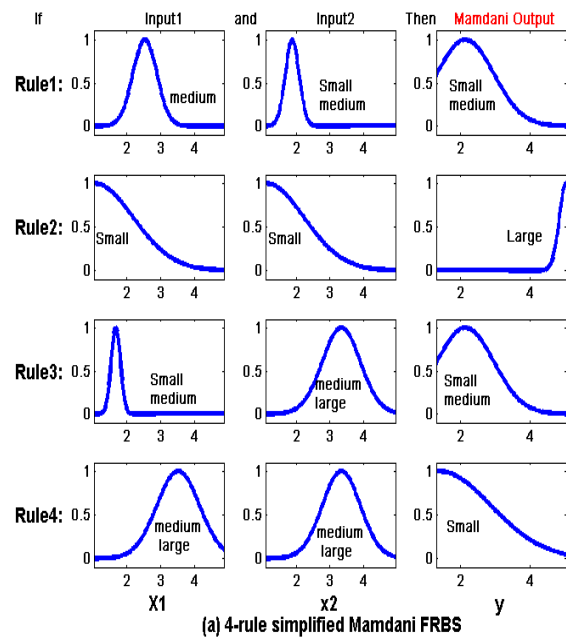 If Input1 and Input2 Then Mamdani Output
Rule1:
1
0.5
0
medium
2 3 4
1
0.5
0
Small
medium
2 3 4
1
0.5
0
Small
medium
2 3 4
Rule2:
1
0.5
0
Small
2 3 4
1
0.5
0
Small
2 3 4
1
0.5
0
Large
2 3 4
Rule3:
1
0.5
0
Small
medium
2 3 4
1
0.5
0
medium
large
2 3 4
1
0.5
0
Small
medium
2 3 4
Rule4:
1
0.5
0
medium
large
2 3 4
X1
1
0.5
0
medium
large
2 3 4
x2
1
0.5
0
Small
2 3 4
y
(a) 4-rule simplified Mamdani FRBS